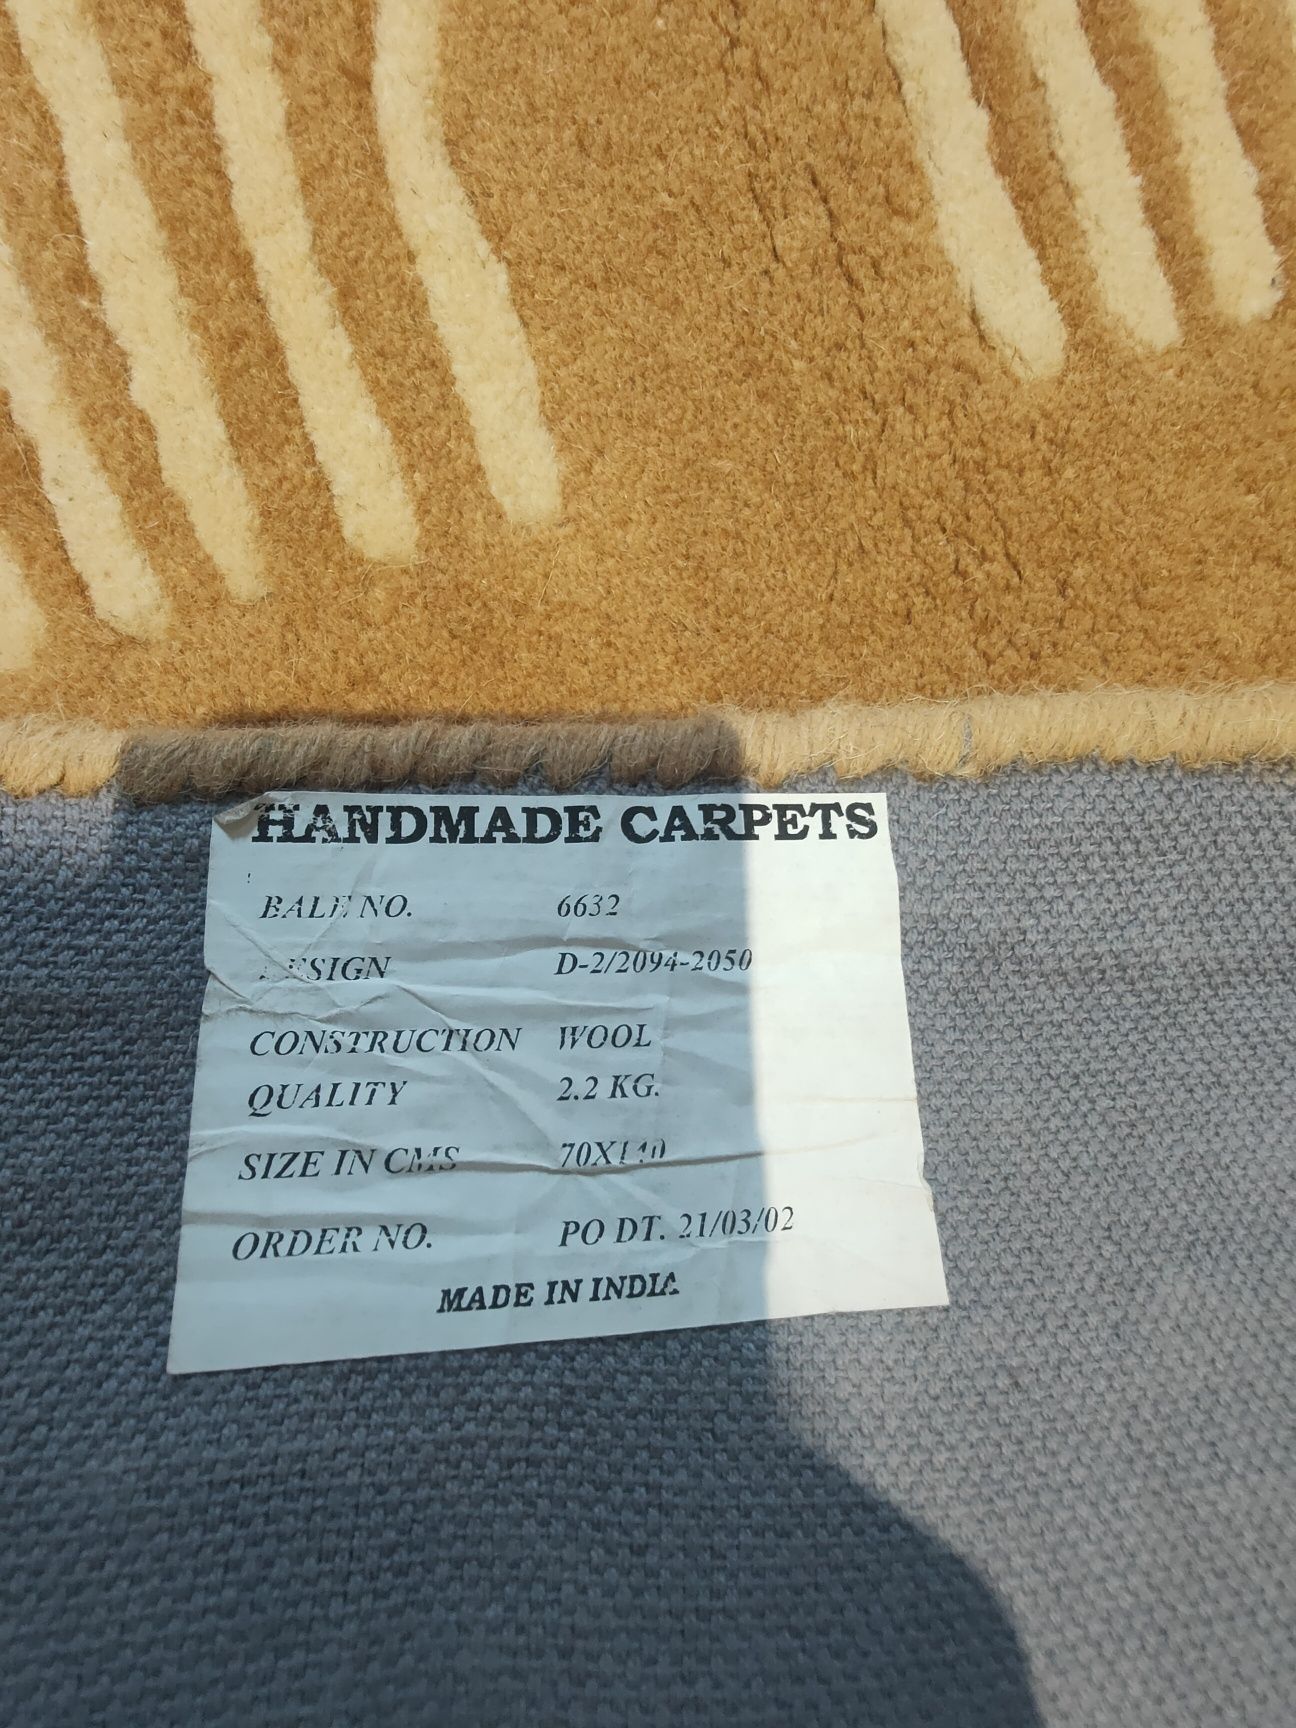 HANDMADE CARPETS
BALE NO. 6632
DESIGN D-2/2094-2050
CONSTRUCTION WOOL
QUALITY 2.2 KG.
SIZE IN CMS 70X140
ORDER NO. PO DT. 21/03/02
MADE IN INDIA